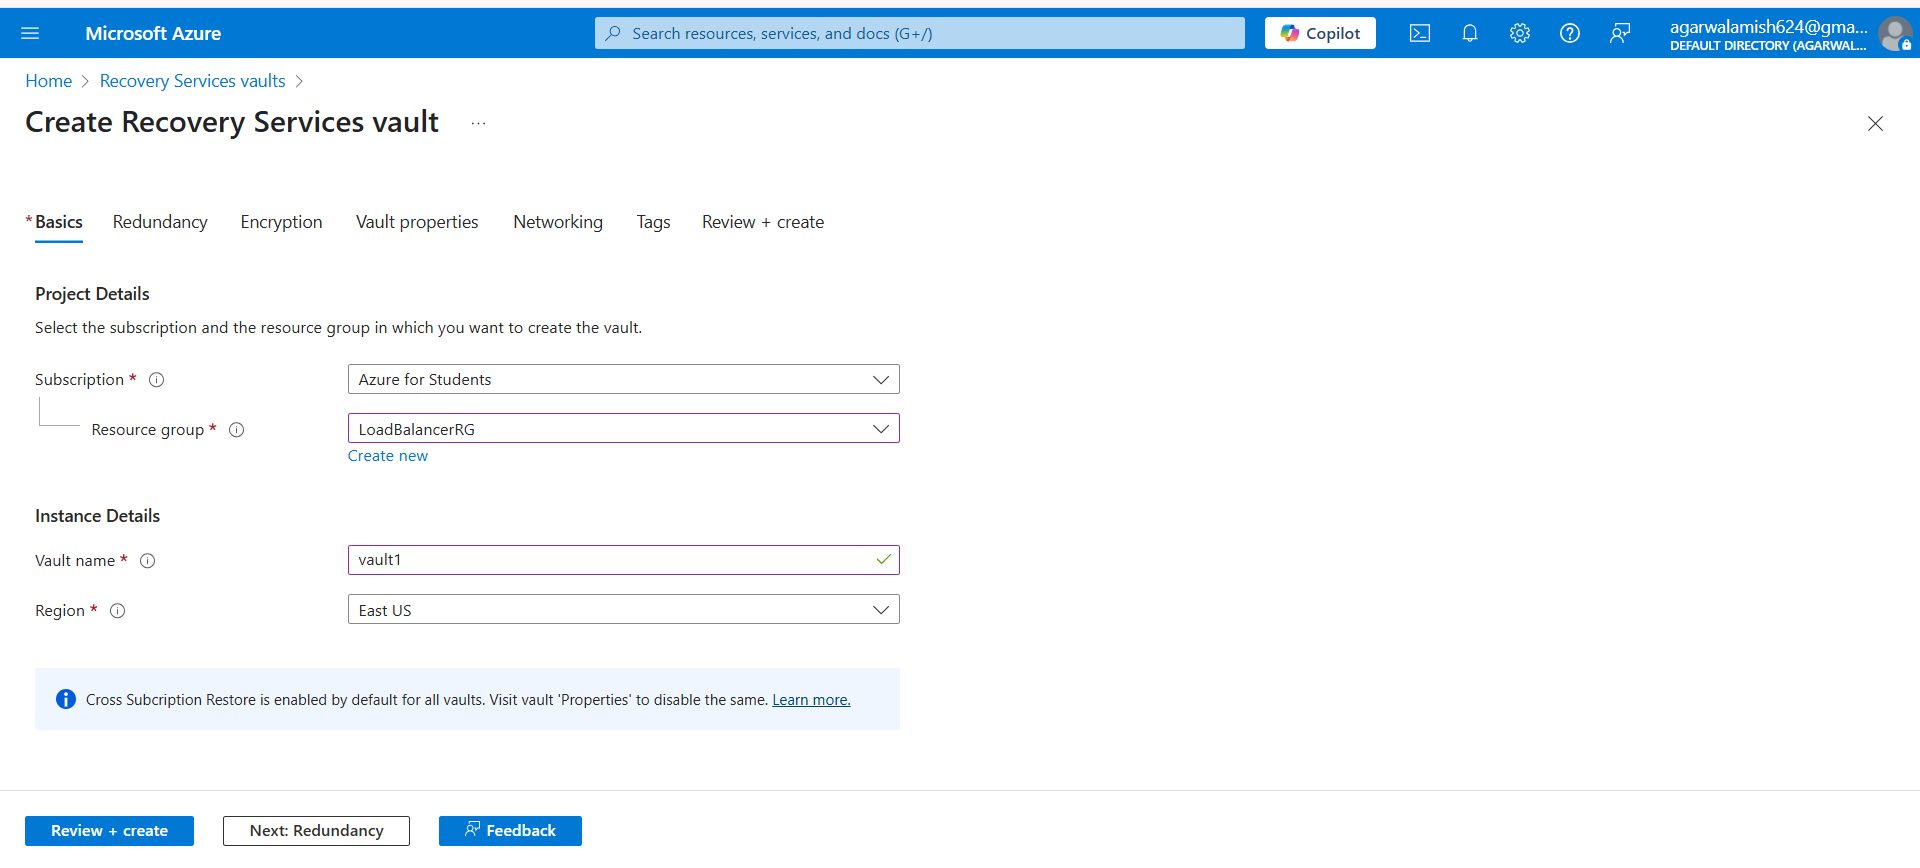 Microsoft Azure
Search resources, services, and docs (G+/)
Copilot
agarwalamish624@gma...
DEFAULT DIRECTORY (AGARWAL...
Home > Recovery Services vaults >
Create Recovery Services vault ...
* Basics Redundancy Encryption Vault properties Networking Tags Review + create
Project Details
Select the subscription and the resource group in which you want to create the vault.
Subscription * Azure for Students
Resource group * LoadBalancerRG
Create new
Instance Details
Vault name * vault1
Region * East US
Cross Subcription Restore is enabled by default for all vaults. Visit vault 'Properties' to disable the same. Learn more.
Review + create Next: Redundancy Feedback